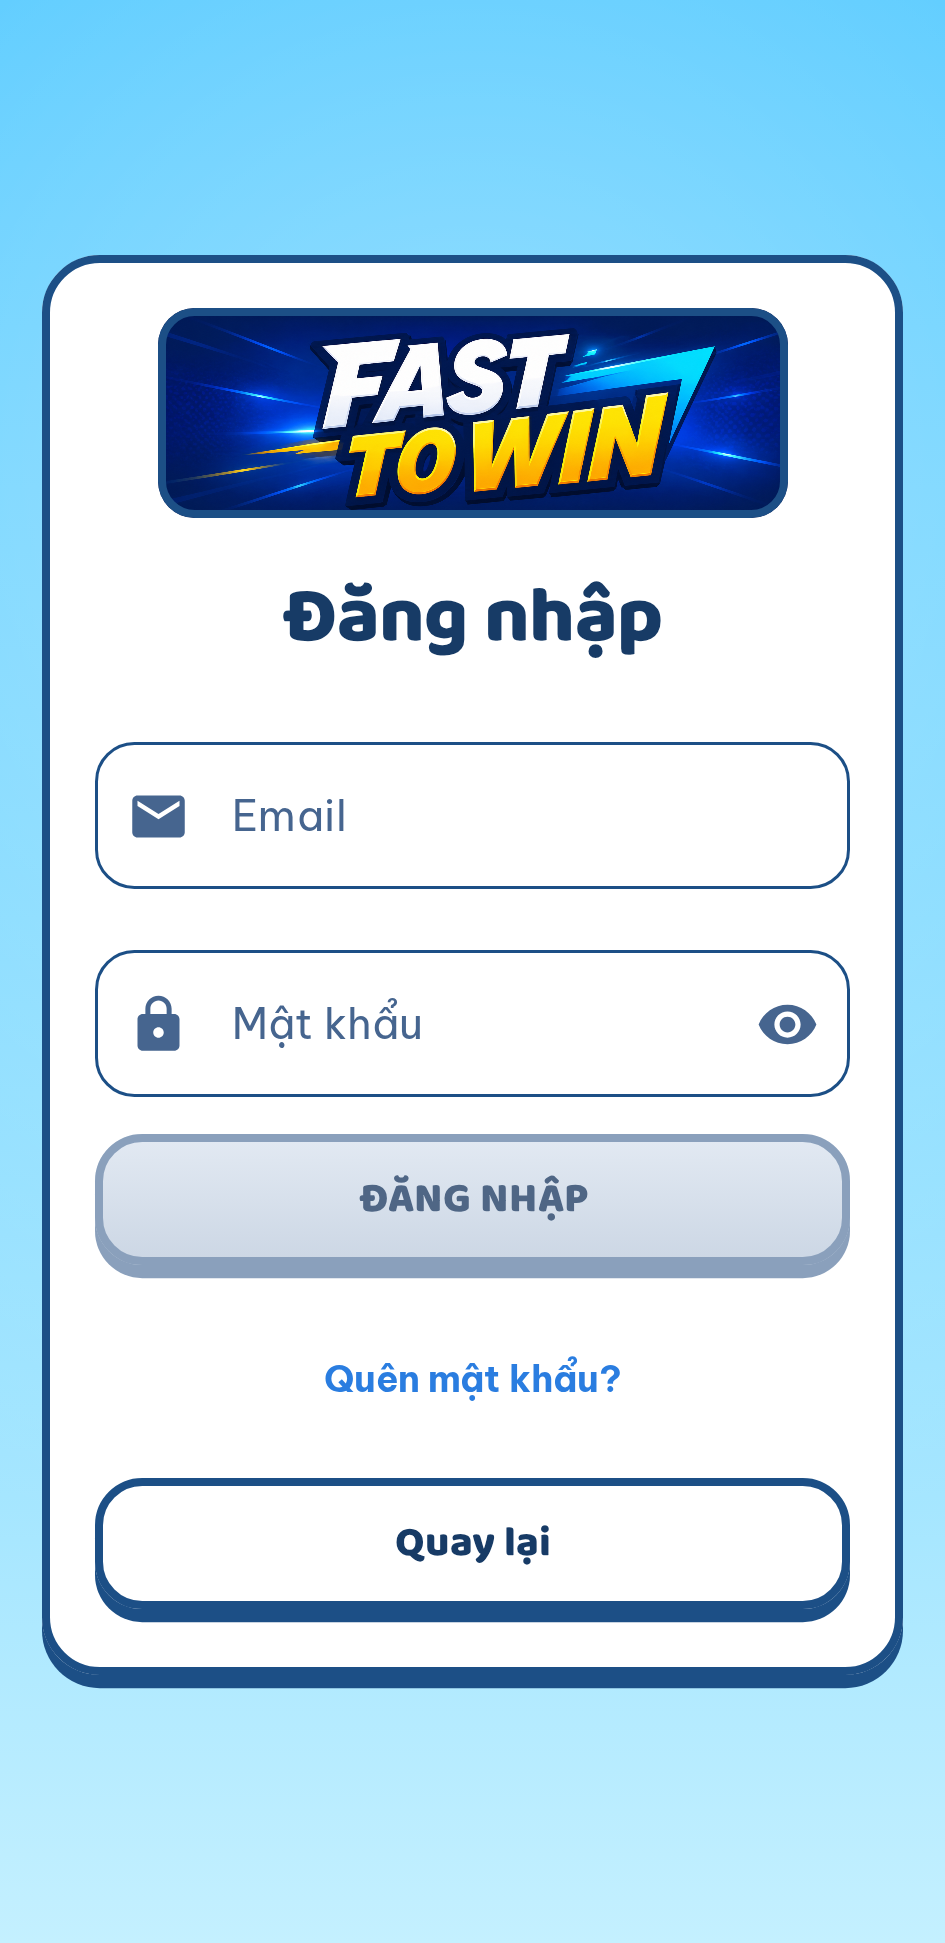 FAST
TO WIN
Đăng nhập
Email
Mật khẩu
ĐĂNG NHẬP
Quên mật khẩu?
Quay lại